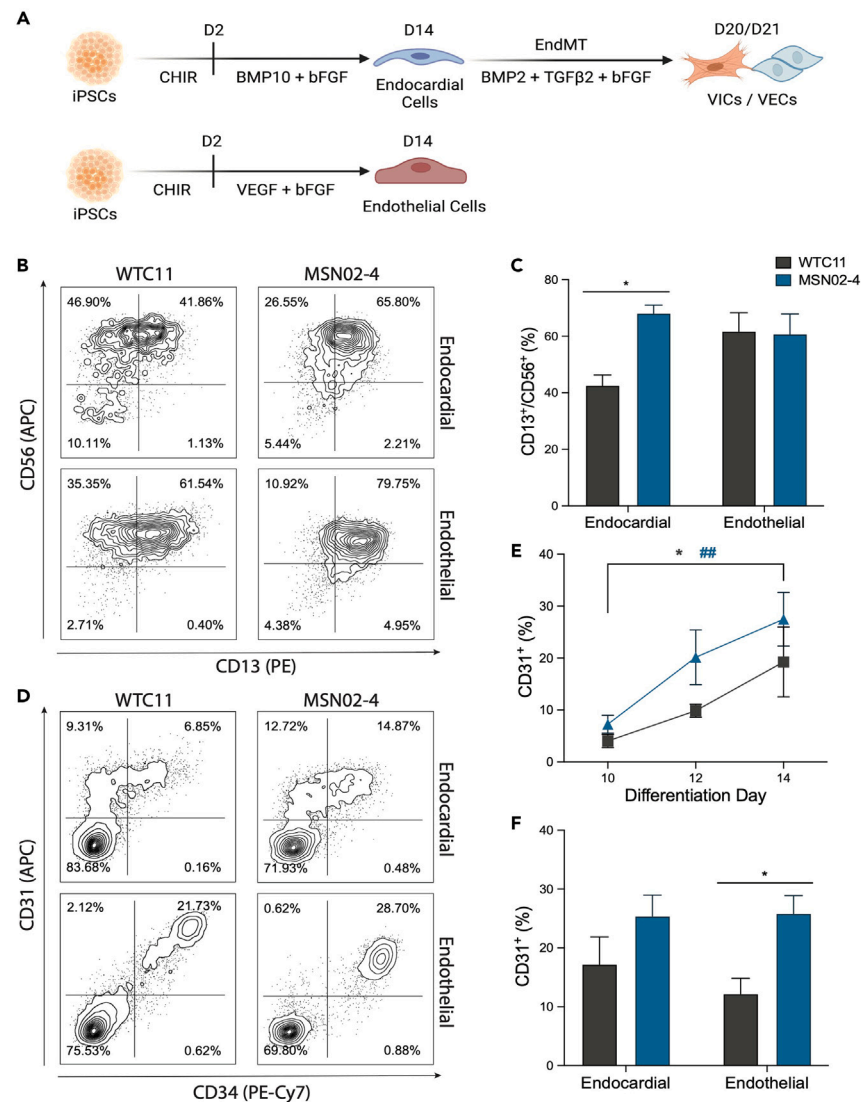 A
D2
D14
D20/D21
EndMT
CHIR
BMP10 + bFGF
BMP2 + TGFβ2 + bFGF
iPSCs
Endocardial
Cells
VICs / VECs
D2
D14
CHIR
VEGF + bFGF
iPSCs
Endothelial Cells
B
WTC11
MSN02-4
46.90%
41.86%
26.55%
65.80%
10.11%
1.13%
5.44%
2.21%
Endocardial
35.35%
61.54%
10.92%
79.75%
2.71%
0.40%
4.38%
4.95%
Endothelial
CD56 (APC)
CD13 (PE)
C
WTC11
MSN02-4
*
80
60
40
20
0
CD13⁺/CD56⁺ (%)
Endocardial
Endothelial
D
WTC11
MSN02-4
9.31%
6.85%
12.72%
14.87%
83.68%
0.16%
71.93%
0.48%
Endocardial
2.12%
21.73%
0.62%
28.70%
75.53%
0.62%
69.80%
0.88%
Endothelial
CD31 (APC)
CD34 (PE-Cy7)
E
* ##
40
30
20
10
0
CD31⁺ (%)
10
12
14
Differentiation Day
F
*
40
30
20
10
0
CD31⁺ (%)
Endocardial
Endothelial